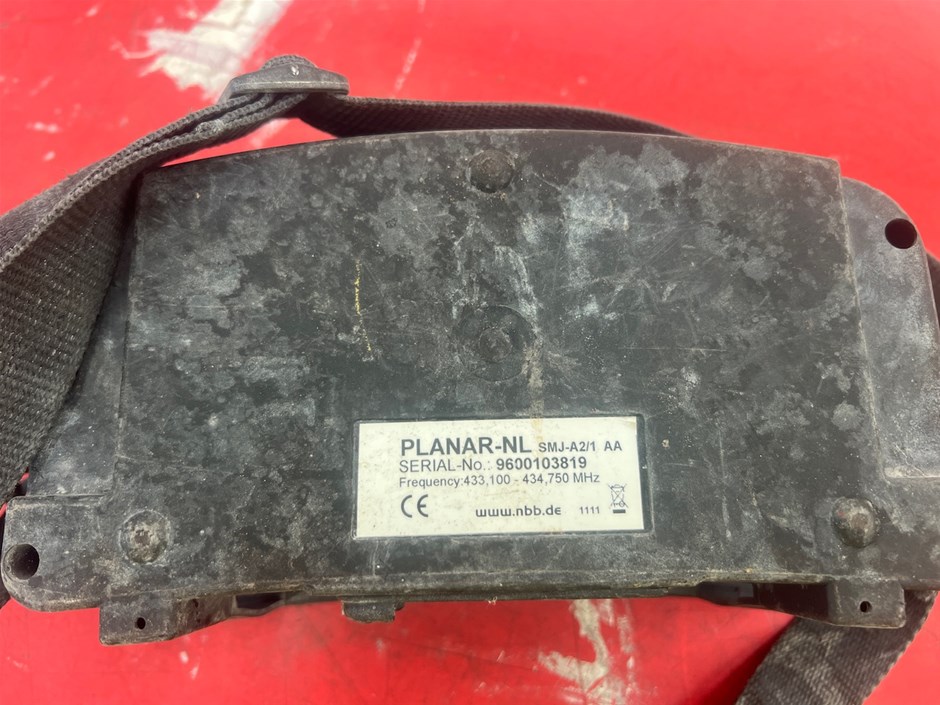 PLANAR-NL SMJ-A2/1 AA
SERIAL-No.: 9600103819
Frequency:433,100 - 434,750 MHz
CE www.nbb.de 1111